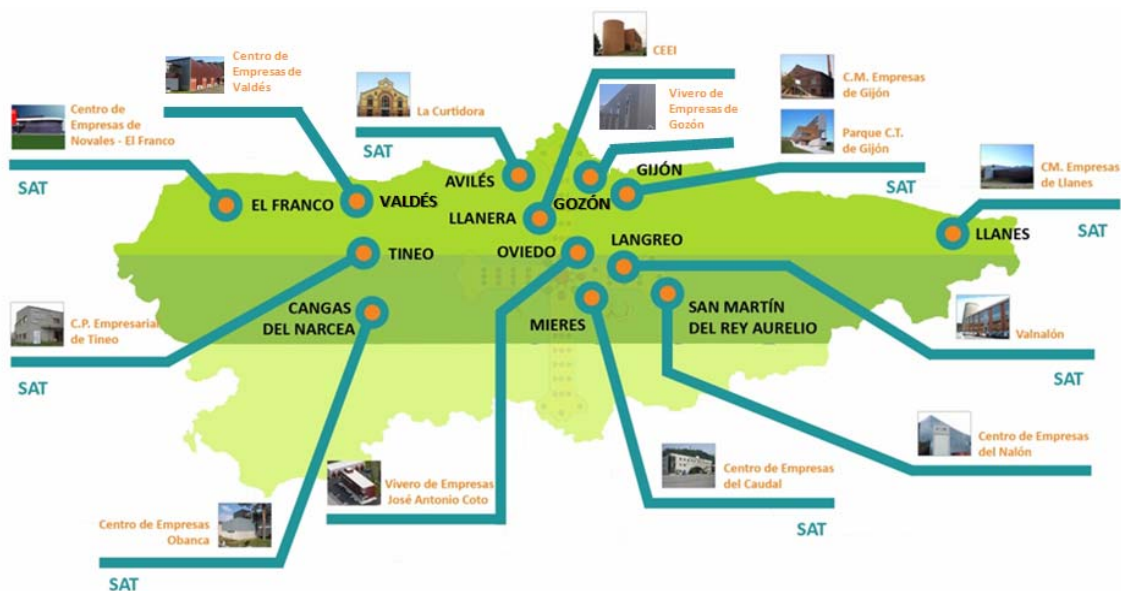 CEEI
Centro de
Empresas de
Valdés
C.M. Empresas
de Gijón
Vivero de
Empresas de
Gozón
La Curtidora
Centro de
Empresas de
Novales - El Franco
Parque C.T.
de Gijón
CM. Empresas
de Llanes
SAT
SAT
SAT
SAT
AVILÉS
GIJÓN
EL FRANCO
VALDÉS
LLANERA
GOZÓN
LLANES
TINEO
OVIEDO
LANGREO
CANGAS
DEL NARCEA
MIERES
SAN MARTÍN
DEL REY AURELIO
C.P. Empresarial
de Tineo
Valnalón
SAT
SAT
Centro de Empresas
del Nalón
Vivero de Empresas
José Antonio Coto
Centro de Empresas
del Caudal
Centro de Empresas
Obanca
SAT
SAT